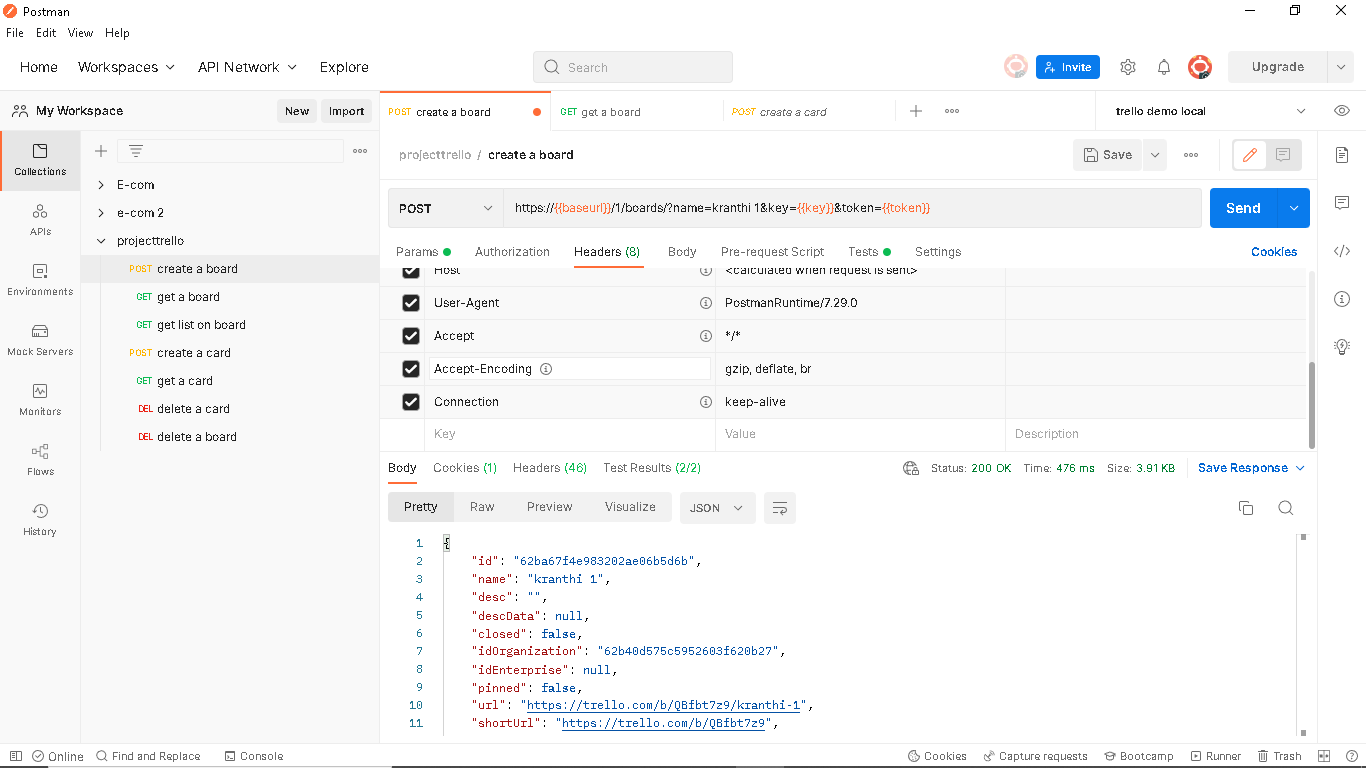 Postman
File Edit View Help
Home Workspaces API Network Explore Search Invite Upgrade
My Workspace New Import POST create a board GET get a board POST create a card trello demo local
projecttrello / create a board Save
Collections
APIs
Environments
Mock Servers
Monitors
Flows
History
E-com
e-com 2
projecttrello
POST create a board
GET get a board
GET get list on board
POST create a card
GET get a card
DEL delete a card
DEL delete a board
POST https://{{baseurl}}/1/boards/?name=kranthi 1&key={{key}}&token={{token}} Send
Params Authorization Headers (8) Body Pre-request Script Tests Settings Cookies
Host <calculated when request is sent>
User-Agent PostmanRuntime/7.29.0
Accept */*
Accept-Encoding gzip, deflate, br
Connection keep-alive
Key Value Description
Body Cookies (1) Headers (46) Test Results (2/2) Status: 200 OK Time: 476 ms Size: 3.91 KB Save Response
Pretty Raw Preview Visualize JSON
1 {
2 "id": "62ba67f4e983202ae06b5d6b",
3 "name": "kranthi 1",
4 "desc": "",
5 "descData": null,
6 "closed": false,
7 "idOrganization": "62b40d575c5952603f620b27",
8 "idEnterprise": null,
9 "pinned": false,
10 "url": "https://trello.com/b/QBfbt7z9/kranthi-1",
11 "shortUrl": "https://trello.com/b/QBfbt7z9",
Online Find and Replace Console Cookies Capture requests Bootcamp Runner Trash